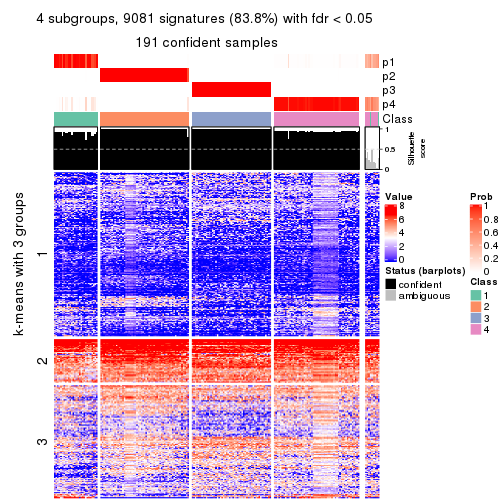 4 subgroups, 9081 signatures (83.8%) with fdr < 0.05
191 confident samples
p1
p2
p3
p4
Class
1
0.5
0
Silhouette
score
k-means with 3 groups
1
2
3
Value
8
6
4
2
0
Status (barplots)
confident
ambiguous
Prob
1
0.8
0.6
0.4
0.2
0
Class
1
2
3
4